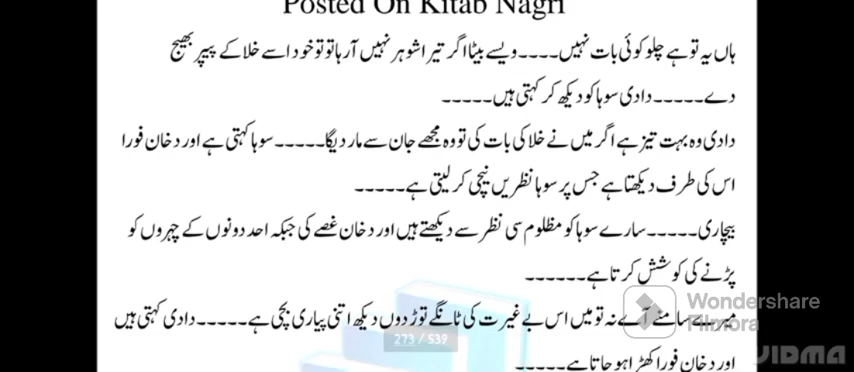 Posted On Kitab Nagri
ہاں یہ تو ہے چلو کوئی بات نہیں۔۔۔۔ویسے بیٹا اگر تیرا شوہر نہیں آرہا تو تو خود اسے خلا کے پیپر بھیج
دے۔۔۔۔۔دادی سوہا کو دیکھ کر کہتی ہیں۔۔۔۔۔
دادی وہ بہت تیز ہے اگر میں نے خلا کی بات کی تو وہ مجھے جان سے مار دیگا۔۔۔۔۔سوہا کہتی ہے اور دخان فورا
اس کی طرف دیکھتا ہے جس پر سوہا نظریں نیچی کر لیتی ہے۔۔۔۔۔
بیچاری۔۔۔۔۔سارے سوہا کو مظلوم سی نظر سے دیکھتے ہیں اور دخان غصے کی جبکہ احد دونوں کے چہروں کو
پڑنے کی کوشش کرتا ہے۔۔۔۔۔۔
میرے سامنے آے نہ تو میں اس بے غیرت کی ٹانگے توڑ دوں دیکھ اتنی پیاری بچی ہے۔۔۔۔۔دادی کہتی ہیں
اور دخان فورا کھڑا ہو جاتا ہے۔۔۔۔۔
273 / 539
Wondershare
Filmora
VIDMA